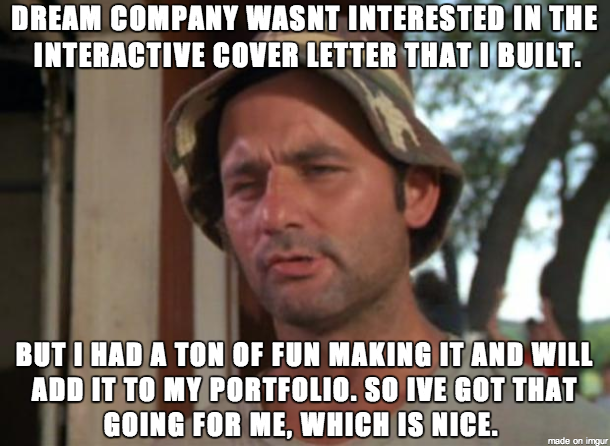 DREAM COMPANY WASNT INTERESTED IN THE
INTERACTIVE COVER LETTER THAT I BUILT.
BUT I HAD A TON OF FUN MAKING IT AND WILL
ADD IT TO MY PORTFOLIO. SO IVE GOT THAT
GOING FOR ME, WHICH IS NICE.
made on imgur